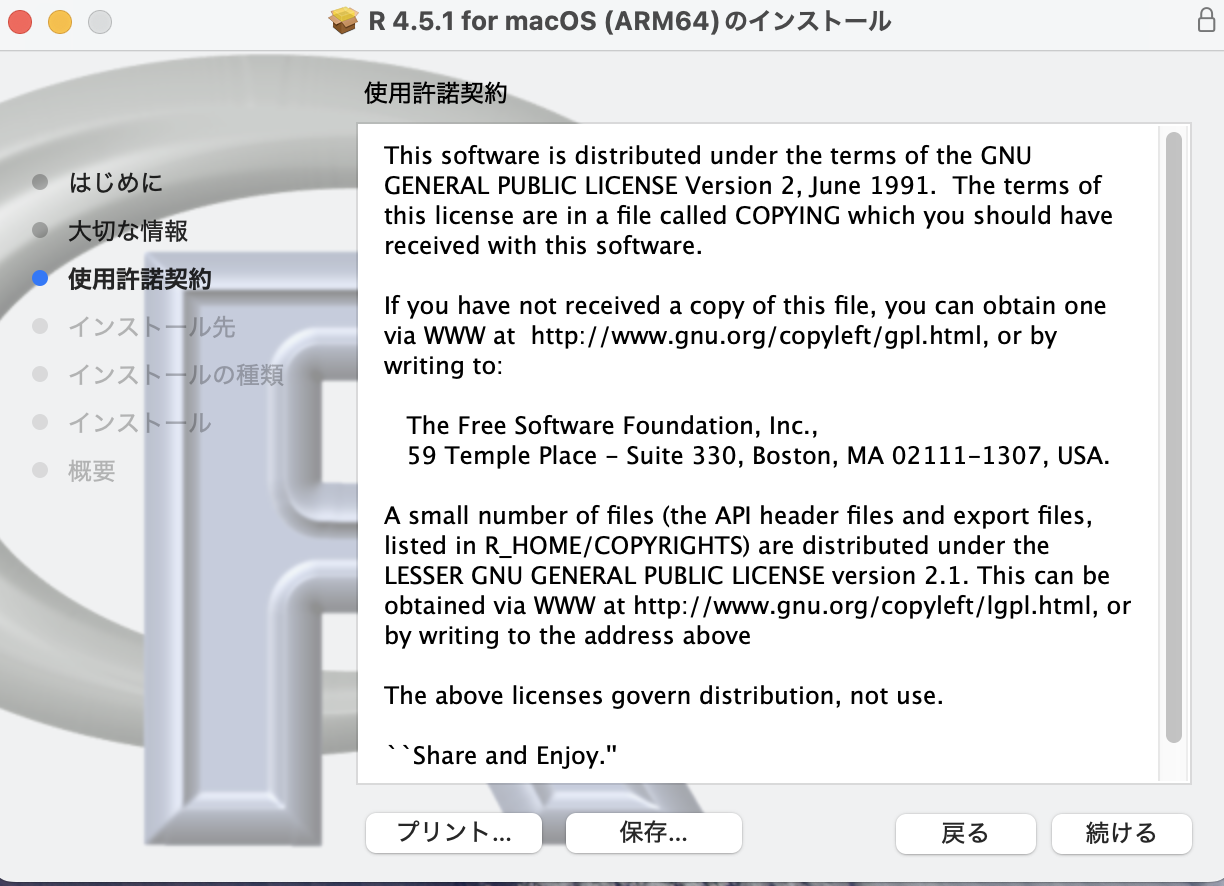 R 4.5.1 for macOS (ARM64)のインストール
はじめに
大切な情報
使用許諾契約
インストール先
インストールの種類
インストール
概要
使用許諾契約
This software is distributed under the terms of the GNU
GENERAL PUBLIC LICENSE Version 2, June 1991.  The terms of
this license are in a file called COPYING which you should have
received with this software.
If you have not received a copy of this file, you can obtain one
via WWW at  http://www.gnu.org/copyleft/gpl.html, or by
writing to:
The Free Software Foundation, Inc.,
59 Temple Place – Suite 330, Boston, MA 02111–1307, USA.
A small number of files (the API header files and export files,
listed in R_HOME/COPYRIGHTS) are distributed under the
LESSER GNU GENERAL PUBLIC LICENSE version 2.1. This can be
obtained via WWW at http://www.gnu.org/copyleft/lgpl.html, or
by writing to the address above
The above licenses govern distribution, not use.
``Share and Enjoy.''
プリント...
保存...
戻る
続ける